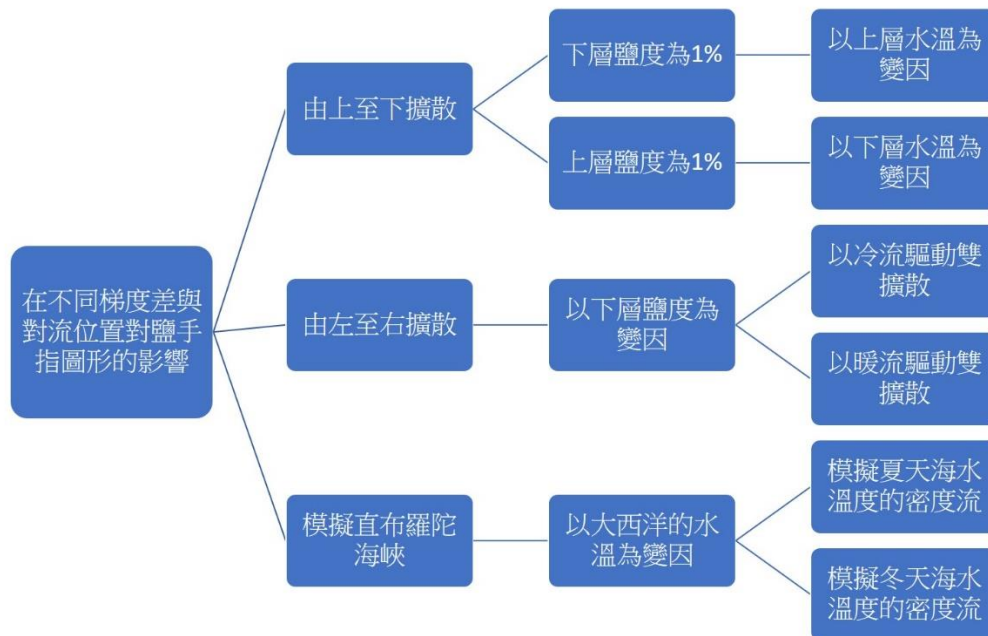 在不同梯度差與
對流位置對鹽手
指圖形的影響
由上至下擴散
下層鹽度為1%
以上層水溫為
變因
上層鹽度為1%
以下層水溫為
變因
由左至右擴散
以下層鹽度為
變因
以冷流驅動雙
擴散
以暖流驅動雙
擴散
模擬直布羅陀
海峽
以大西洋的水
溫為變因
模擬夏天海水
溫度的密度流
模擬冬天海水
溫度的密度流